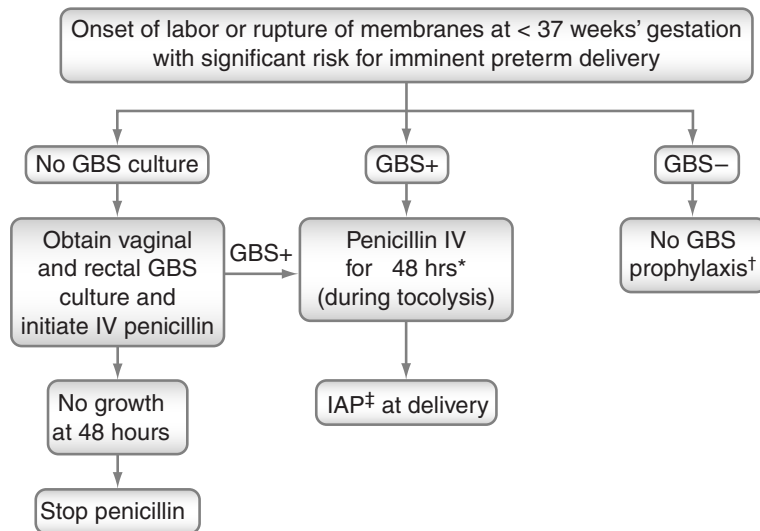 Onset of labor or rupture of membranes at < 37 weeks' gestation
with significant risk for imminent preterm delivery
No GBS culture
GBS+
GBS−
Obtain vaginal
and rectal GBS
culture and
initiate IV penicillin
GBS+
Penicillin IV
for 48 hrs*
(during tocolysis)
No GBS
prophylaxis†
No growth
at 48 hours
IAP‡ at delivery
Stop penicillin